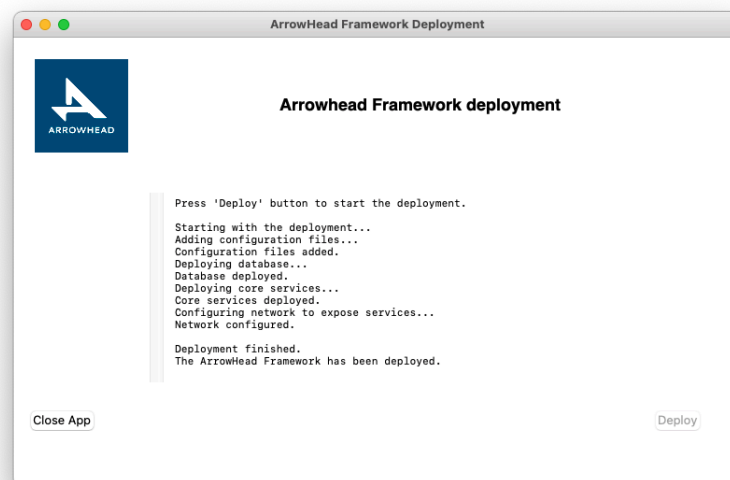 ArrowHead Framework Deployment
ARROWHEAD
Arrowhead Framework deployment
Press 'Deploy' button to start the deployment.
Starting with the deployment...
Adding configuration files...
Configuration files added.
Deploying database...
Database deployed.
Deploying core services...
Core services deployed.
Configuring network to expose services...
Network configured.
Deployment finished.
The ArrowHead Framework has been deployed.
Close App
Deploy